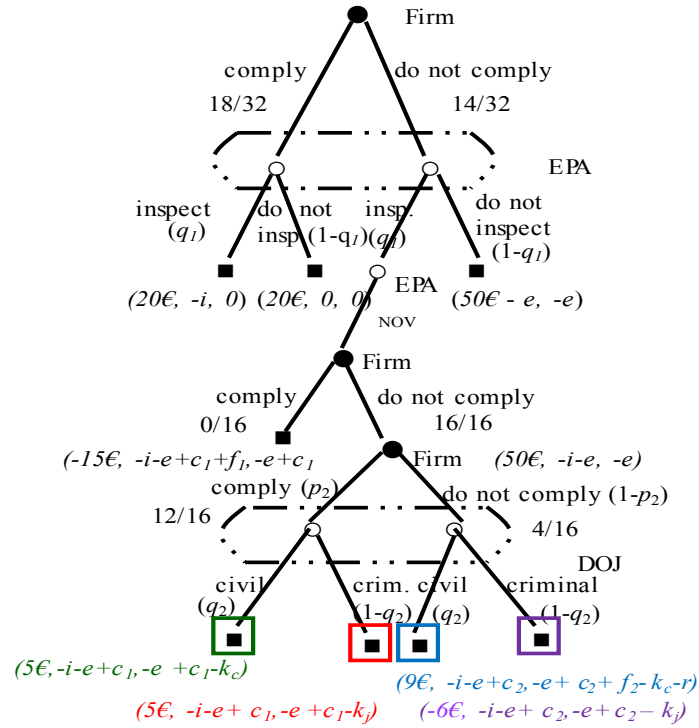 Firm
comply
do not comply
18/32
14/32
EPA
inspect
(q1)
do not
insp.(1-q1)
insp.
(q1)
do not
inspect
(1-q1)
(20€, -i, 0)
(20€, 0, 0)
EPA
(50€ - e, -e)
NOV
Firm
comply
do not comply
0/16
16/16
(-15€, -i-e+c1+f1,-e+c1
Firm
(50€, -i-e, -e)
comply (p2)
do not comply (1-p2)
12/16
4/16
DOJ
civil
(q2)
crim.
(1-q2)
civil
(q2)
criminal
(1-q2)
(5€,-i-e+c1,-e +c1-kc)
(9€, -i-e+c2,-e+ c2+ f2-kc-r)
(5€,-i-e+ c1,-e +c1-kj)
(-6€,-i-e+ c2,-e+c2– kj)